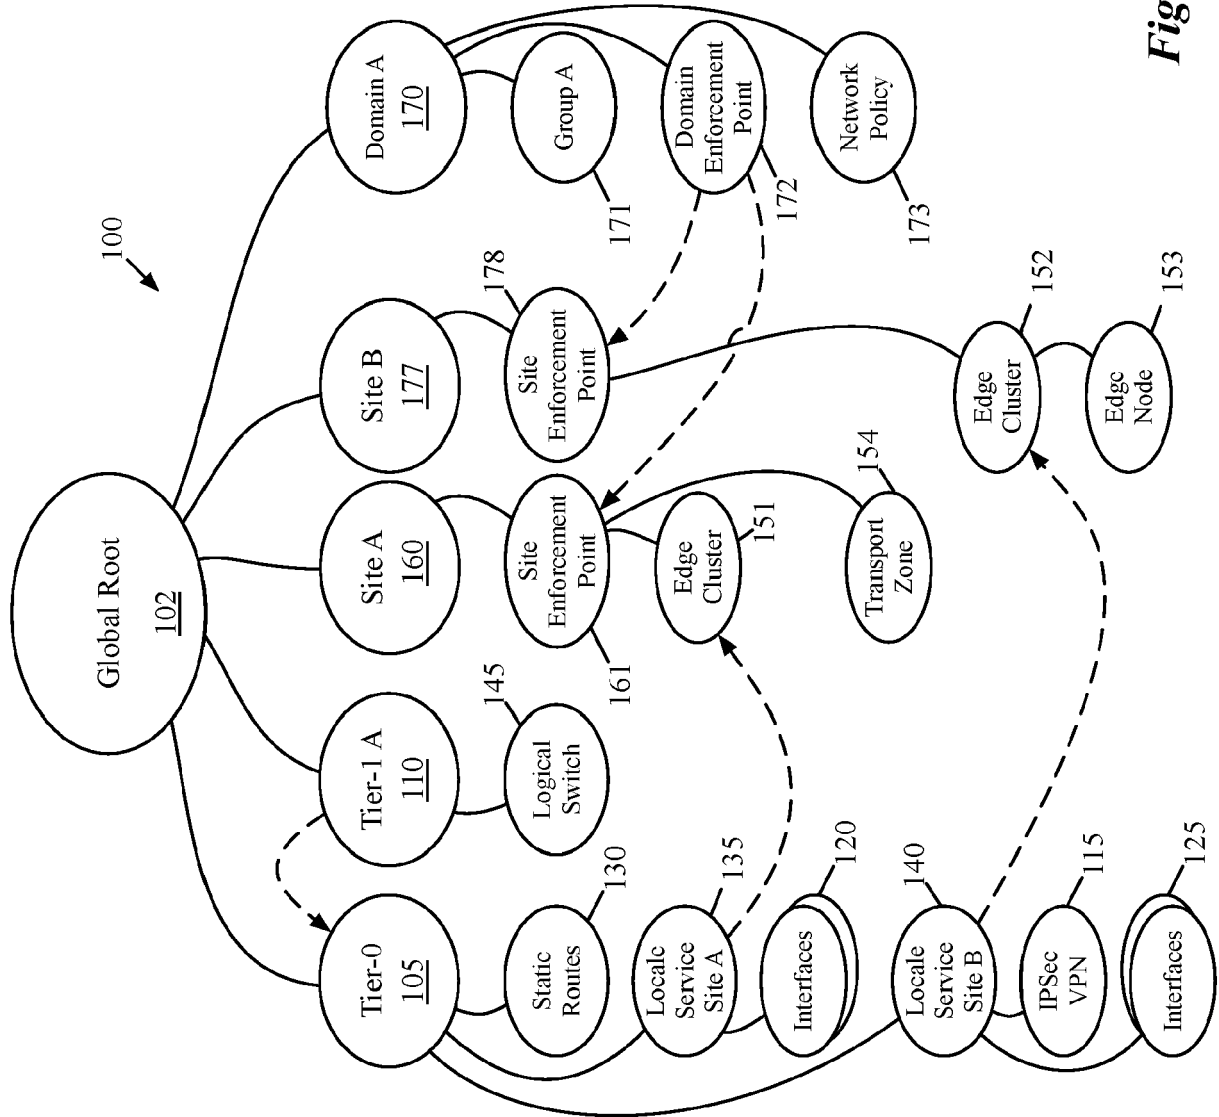 100
Global Root
102
Tier-0
105
Tier-1 A
110
Site A
160
Site B
177
Domain A
170
Static
Routes
130
Locale
Service
Site A
135
Interfaces
120
Locale
Service
Site B
140
IPSec
VPN
115
Interfaces
125
Logical
Switch
145
Site
Enforcement
Point
161
Edge
Cluster
151
Transport
Zone
154
Site
Enforcement
Point
178
Edge
Cluster
152
Edgc
Node
153
Group A
171
Domain
Enforcement
Point
172
Network
Policy
173
Fig